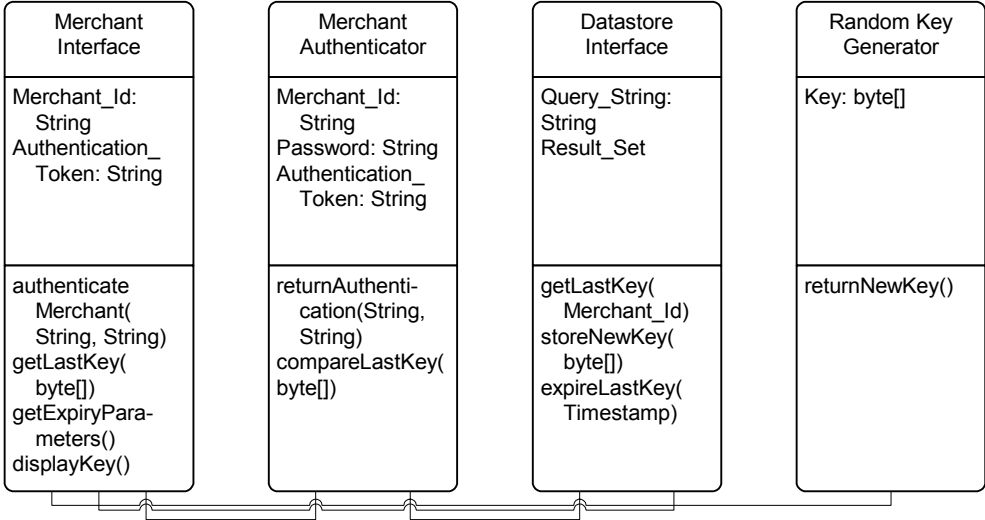 Merchant
Interface
Merchant_Id:
String
Authentication_
Token: String
authenticate
Merchant(
String, String)
getLastKey(
byte[])
getExpiryPara-
meters()
displayKey()
Merchant
Authenticator
Merchant_Id:
String
Password: String
Authentication_
Token: String
returnAuthenti-
cation(String,
String)
compareLastKey(
byte[])
Datastore
Interface
Query_String:
String
Result_Set
getLastKey(
Merchant_Id)
storeNewKey(
byte[])
expireLastKey(
Timestamp)
Random Key
Generator
Key: byte[]
returnNewKey()